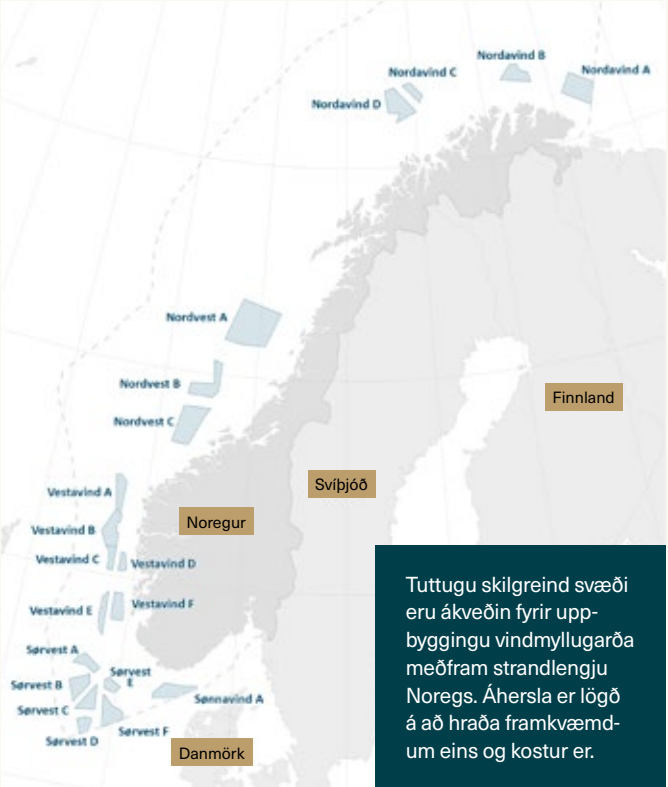 Nordavind B
Nordavind C
Nordavind A
Nordavind D
Nordvest A
Nordvest B
Nordvest C
Finnland
Svíþjóð
Vestavind A
Noregur
Vestavind B
Vestavind C
Vestavind D
Vestavind E
Vestavind F
Sørvest A
Sørvest
E
Sørvest B
Sønnavind A
Sørvest C
Sørvest F
Sørvest D
Danmörk
Tuttugu skilgreind svæði
eru ákveðin fyrir upp-
byggingu vindmyllugarða
meðfram strandlengju
Noregs. Áhersla er lögð
á að hraða framkvæmd-
um eins og kostur er.